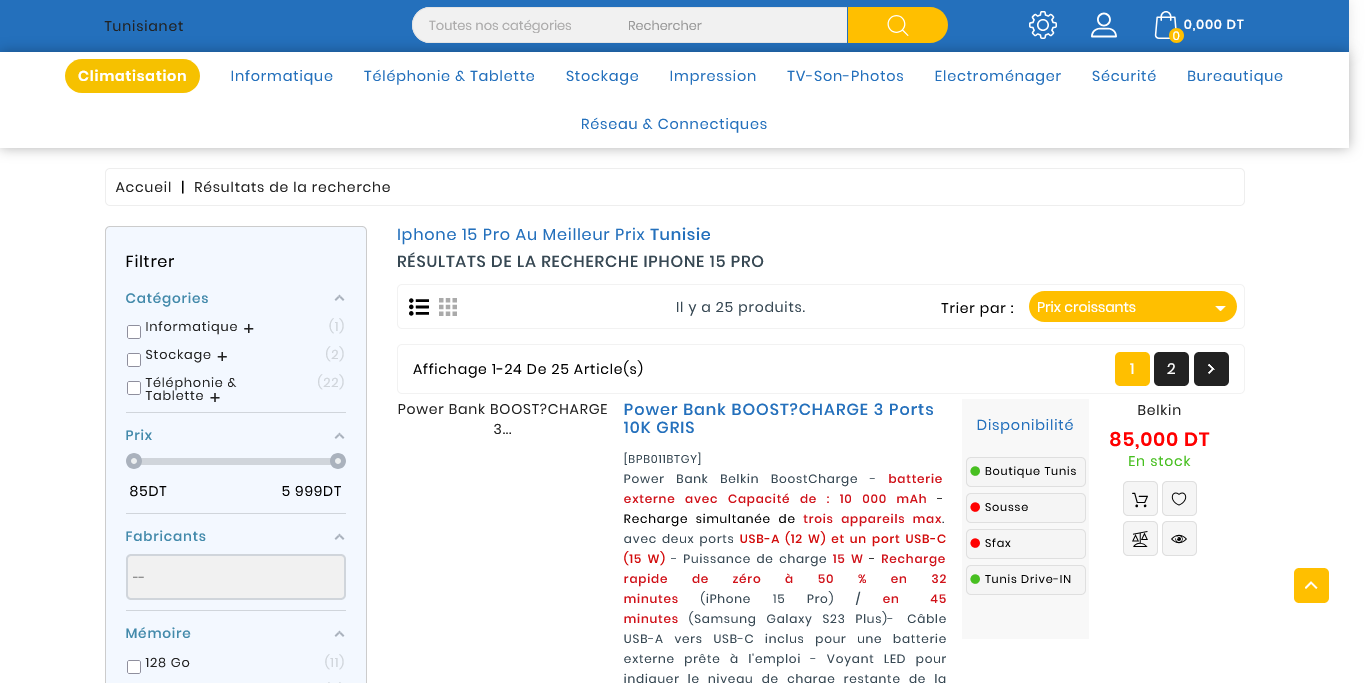 Tunisianet
Toutes nos catégories
Rechercher
0
0,000 DT
Climatisation
Informatique
Téléphonie & Tablette
Stockage
Impression
TV-Son-Photos
Electroménager
Sécurité
Bureautique
Réseau & Connectiques
Accueil | Résultats de la recherche
Filtrer
Catégories
Informatique + (1)
Stockage + (2)
Téléphonie & (22)
Tablette +
Prix
85DT 5 999DT
Fabricants
--
Mémoire
128 Go (11)
Iphone 15 Pro Au Meilleur Prix Tunisie
RÉSULTATS DE LA RECHERCHE IPHONE 15 PRO
Il y a 25 produits.
Trier par :
Prix croissants
Affichage 1-24 De 25 Article(s)
1 2
Power Bank BOOST?CHARGE
3...
Power Bank BOOST?CHARGE 3 Ports
10K GRIS
[BPB011BTGY]
Power Bank Belkin BoostCharge - batterie
externe avec Capacité de : 10 000 mAh -
Recharge simultanée de trois appareils max.
avec deux ports USB-A (12 W) et un port USB-C
(15 W) - Puissance de charge 15 W - Recharge
rapide de zéro à 50 % en 32
minutes (iPhone 15 Pro) / en 45
minutes (Samsung Galaxy S23 Plus)- Câble
USB-A vers USB-C inclus pour une batterie
externe prête à l'emploi - Voyant LED pour
indiquer le niveau de charge restante de la
Disponibilité
Boutique Tunis
Sousse
Sfax
Tunis Drive-IN
Belkin
85,000 DT
En stock